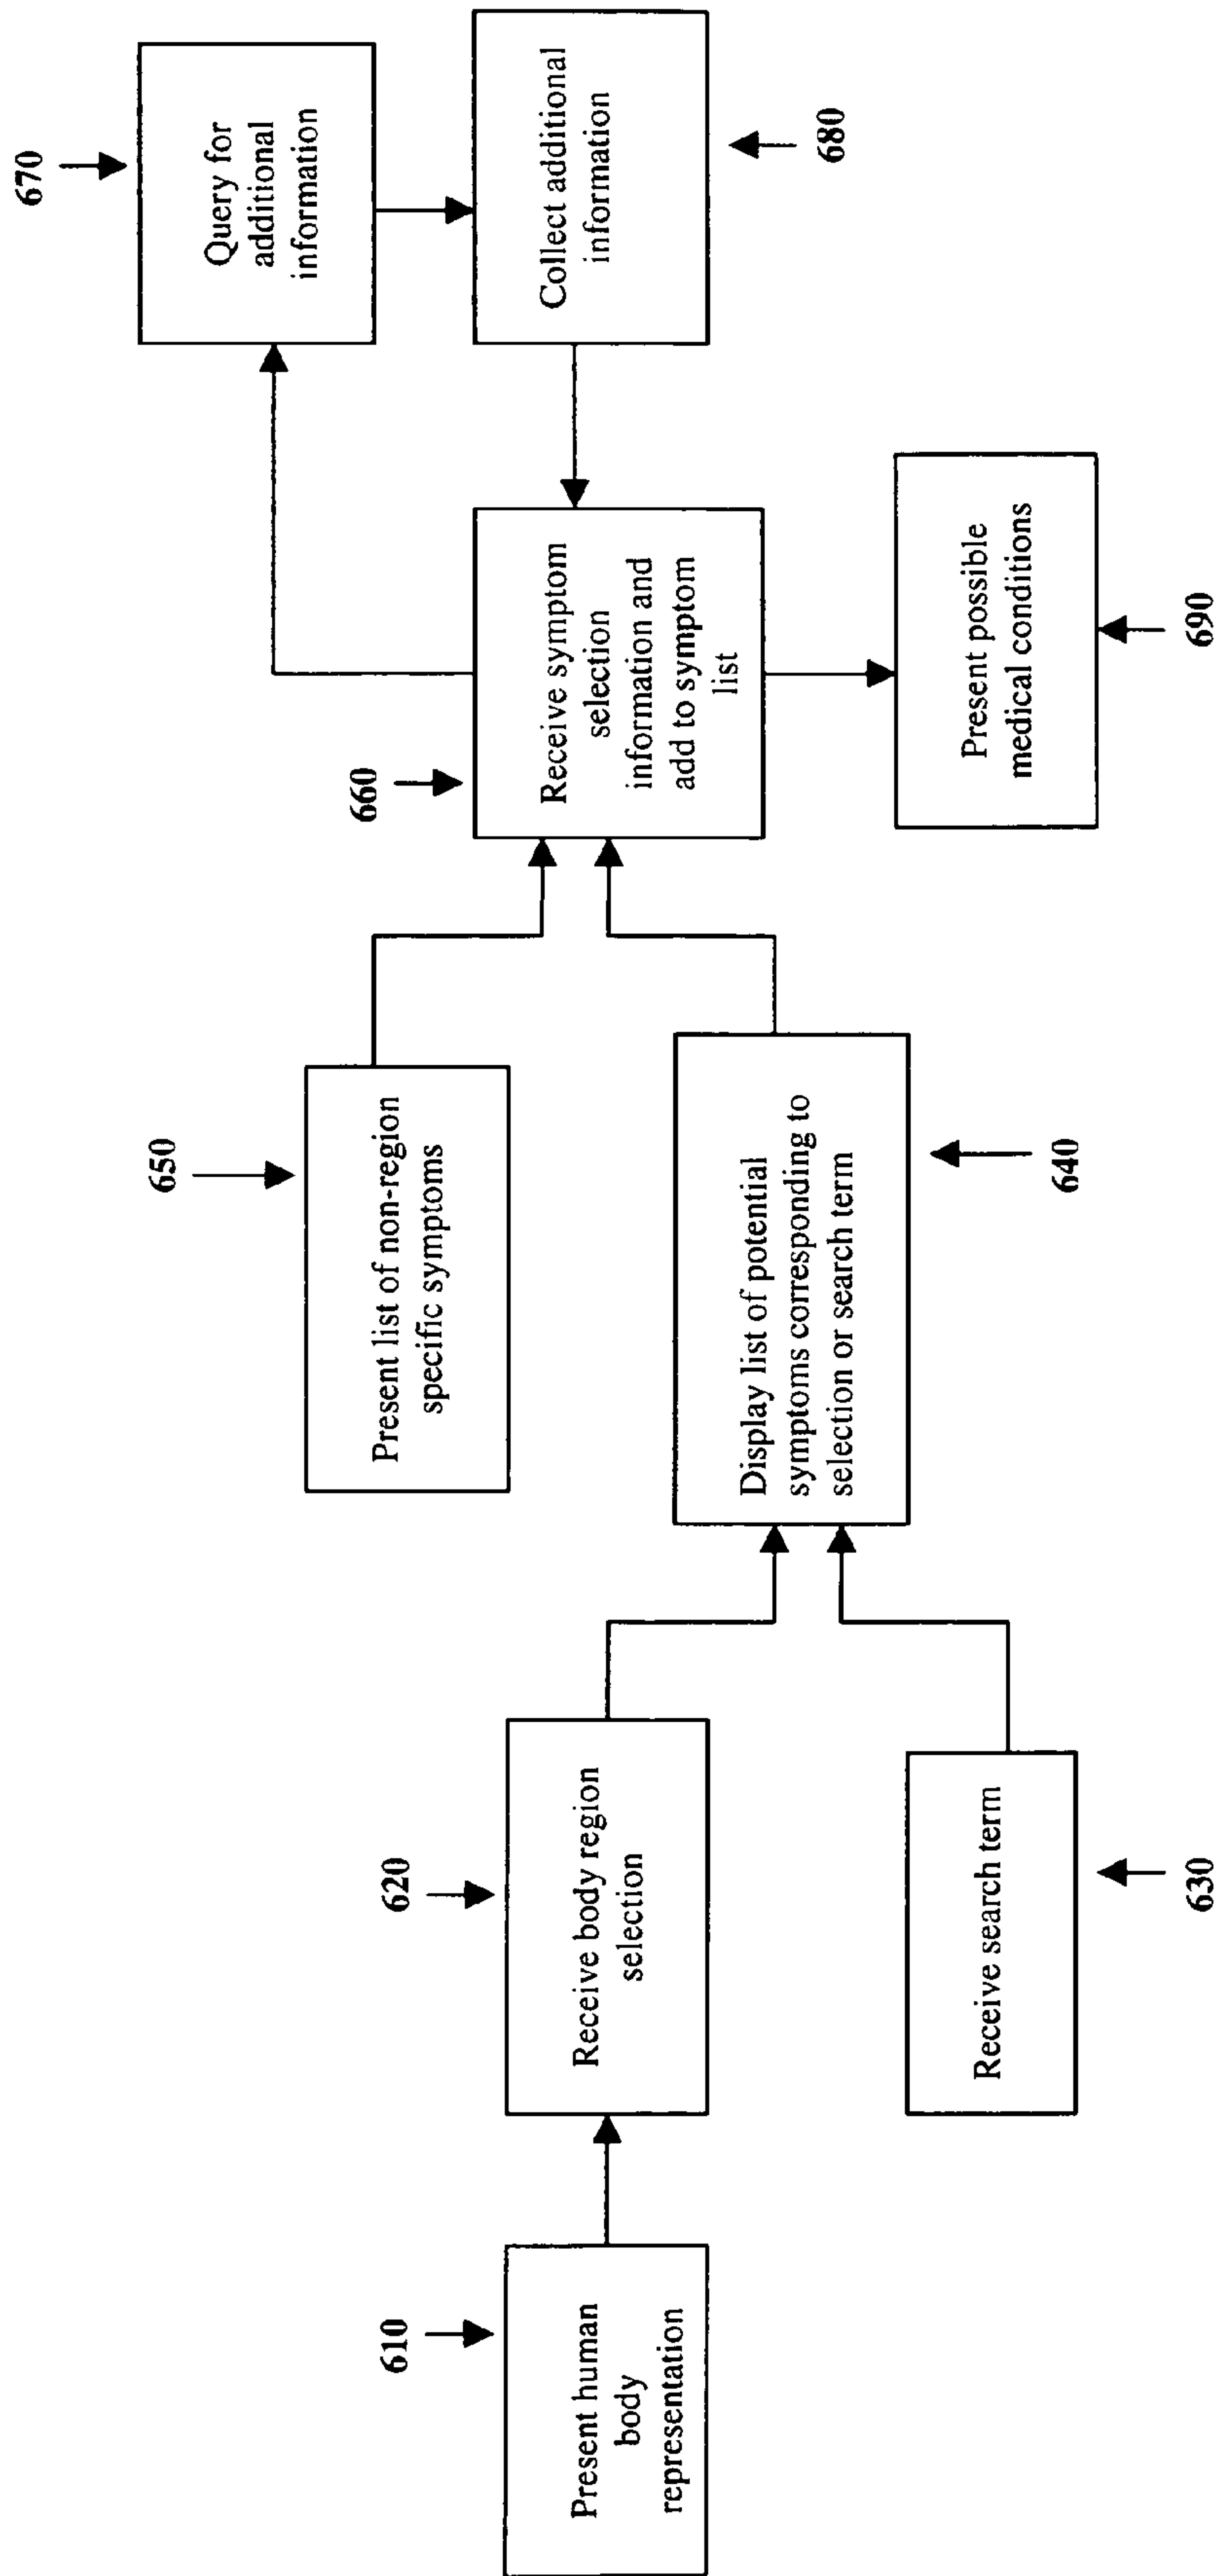 610
Present human
body
representation
620
Receive body region
selection
630
Receive search term
640
Display list of potential
symptoms corresponding to
selection or search term
650
Present list of non-region
specific symptoms
660
Receive symptom
selection
information and
add to symptom
list
670
Query for
additional
information
680
Collect additional
information
690
Present possible
medical conditions